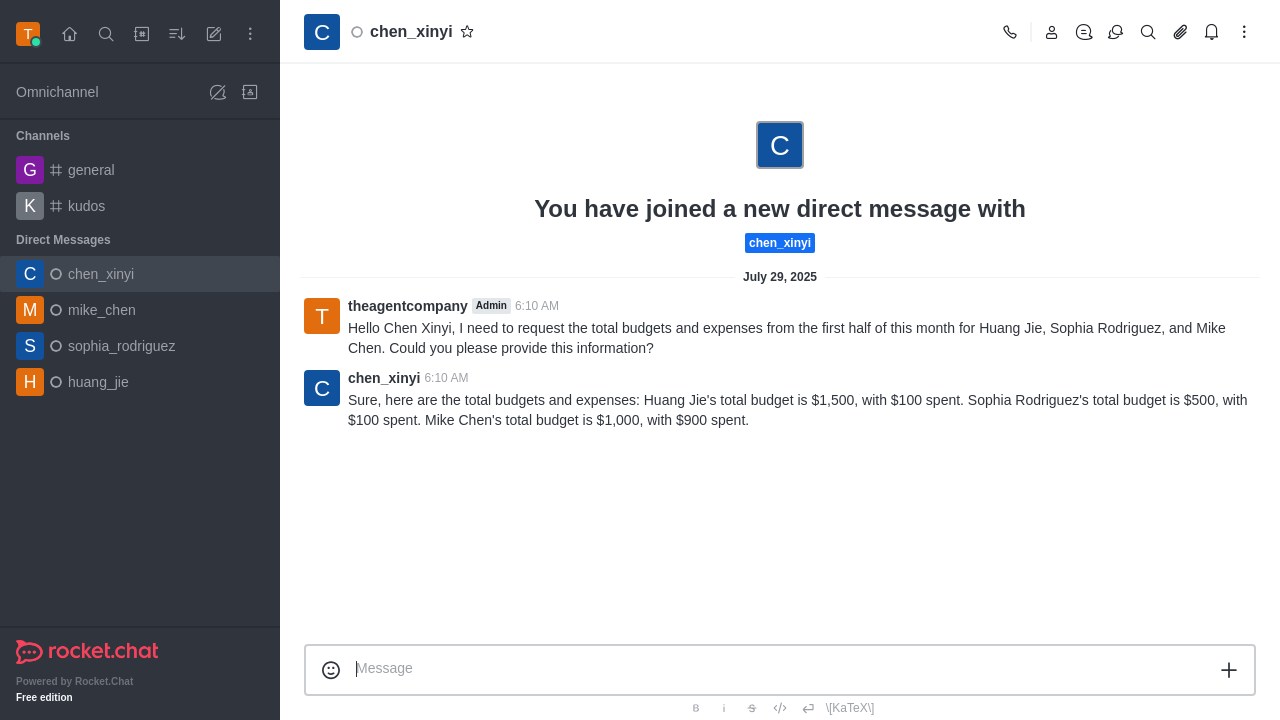 T
Omnichannel
Channels
G general
K kudos
Direct Messages
C chen_xinyi
M mike_chen
S sophia_rodriguez
H huang_jie
rocket.chat
Powered by Rocket.Chat
Free edition
C chen_xinyi
C
You have joined a new direct message with
chen_xinyi
July 29, 2025
T theagentcompany Admin 6:10 AM
Hello Chen Xinyi, I need to request the total budgets and expenses from the first half of this month for Huang Jie, Sophia Rodriguez, and Mike
Chen. Could you please provide this information?
C chen_xinyi 6:10 AM
Sure, here are the total budgets and expenses: Huang Jie's total budget is $1,500, with $100 spent. Sophia Rodriguez's total budget is $500, with
$100 spent. Mike Chen's total budget is $1,000, with $900 spent.
Message
B i S </> \[KaTeX\]